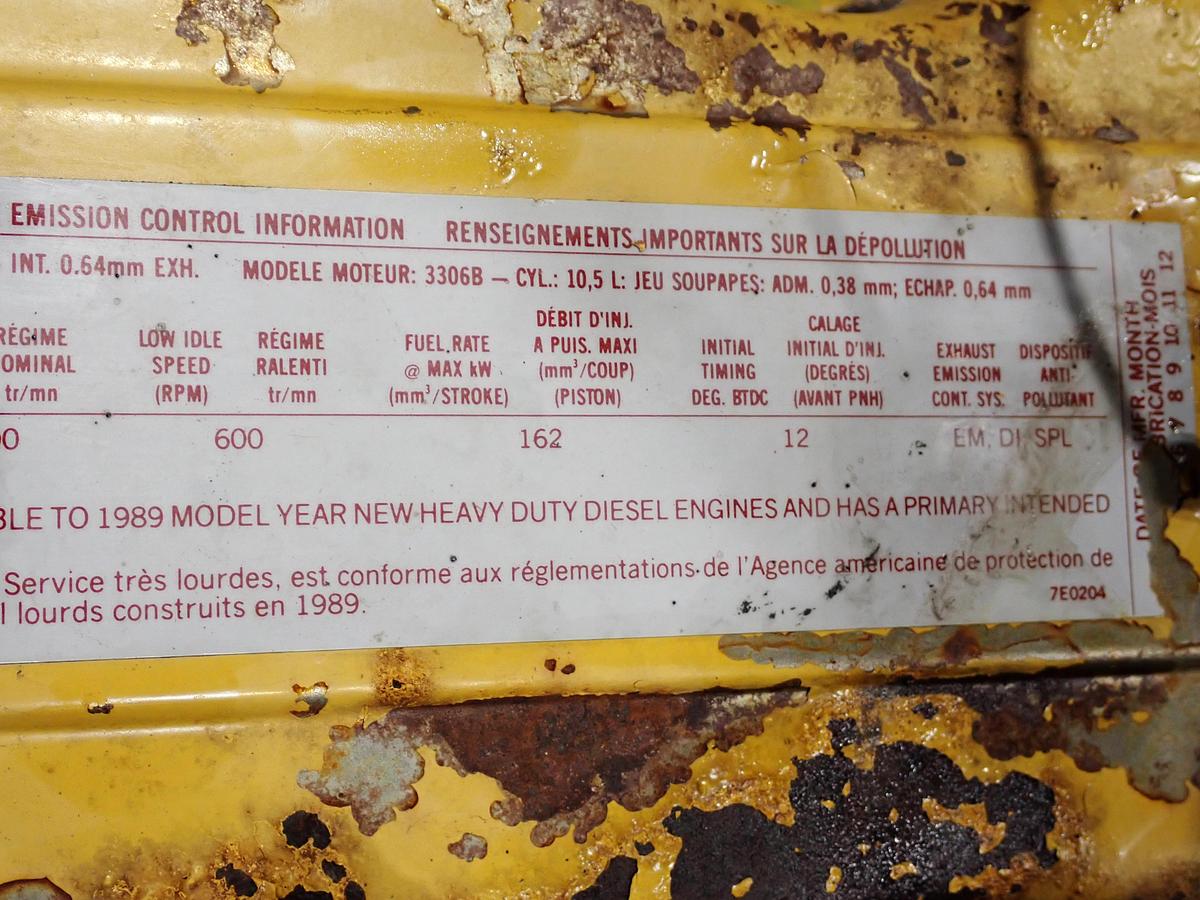 EMISSION CONTROL INFORMATION RENSEIGNEMENTS IMPORTANTS SUR LA DÉPOLLUTION
INT. 0.64mm EXH. MODELE MOTEUR: 3306B – CYL.: 10,5 L: JEU SOUPAPES: ADM. 0,38 mm; ECHAP. 0,64 mm
RÉGIME
OMINAL
tr/mn
LOW IDLE
SPEED
(RPM)
RÉGIME
RALENTI
tr/mn
FUEL RATE
@ MAX kW
(mm³/STROKE)
DÉBIT D'INJ.
A PUIS. MAXI
(mm³/COUP)
(PISTON)
INITIAL
TIMING
DEG. BTDC
CALAGE
INITIAL D'INJ.
(DEGRÉS)
(AVANT PNH)
EXHAUST
EMISSION
CONT. SYS.
DISPOSITIF
ANTI-
POLLUTANT
00 600 162 12 EM, DI, SPL
BLE TO 1989 MODEL YEAR NEW HEAVY DUTY DIESEL ENGINES AND HAS A PRIMARY INTENDED
Service très lourdes, est conforme aux réglementations de l'Agence américaine de protection de
l lourds construits en 1989.
7E0204
DATE OF MFR. MONTH
BRICATION-MOIS
7 8 9 10 11 12